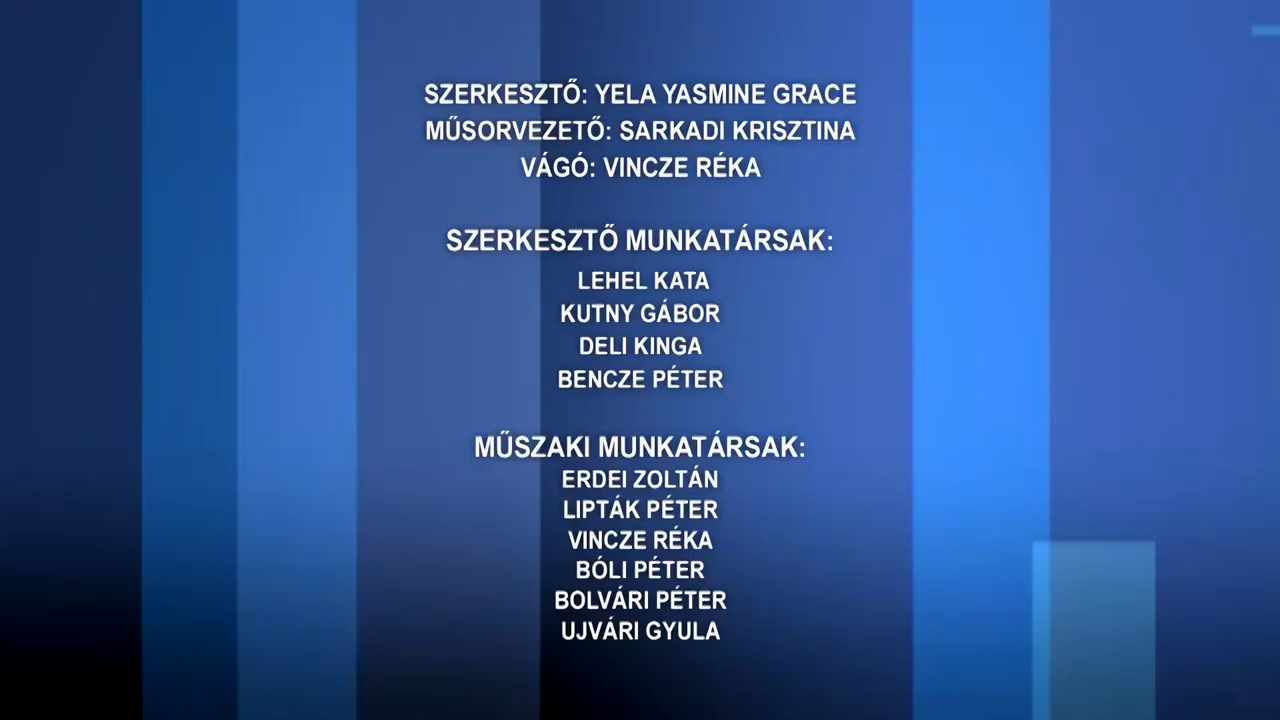 SZERKESZTŐ: YELA YASMINE GRACE
MŰSORVEZETŐ: SARKADI KRISZTINA
VÁGÓ: VINCZE RÉKA
SZERKESZTŐ MUNKATÁRSAK:
LEHEL KATA
KUTNY GÁBOR
DELI KINGA
BENCZE PÉTER
MŰSZAKI MUNKATÁRSAK:
ERDEI ZOLTÁN
LIPTÁK PÉTER
VINCZE RÉKA
BÓLI PÉTER
BOLVÁRI PÉTER
UJVÁRI GYULA